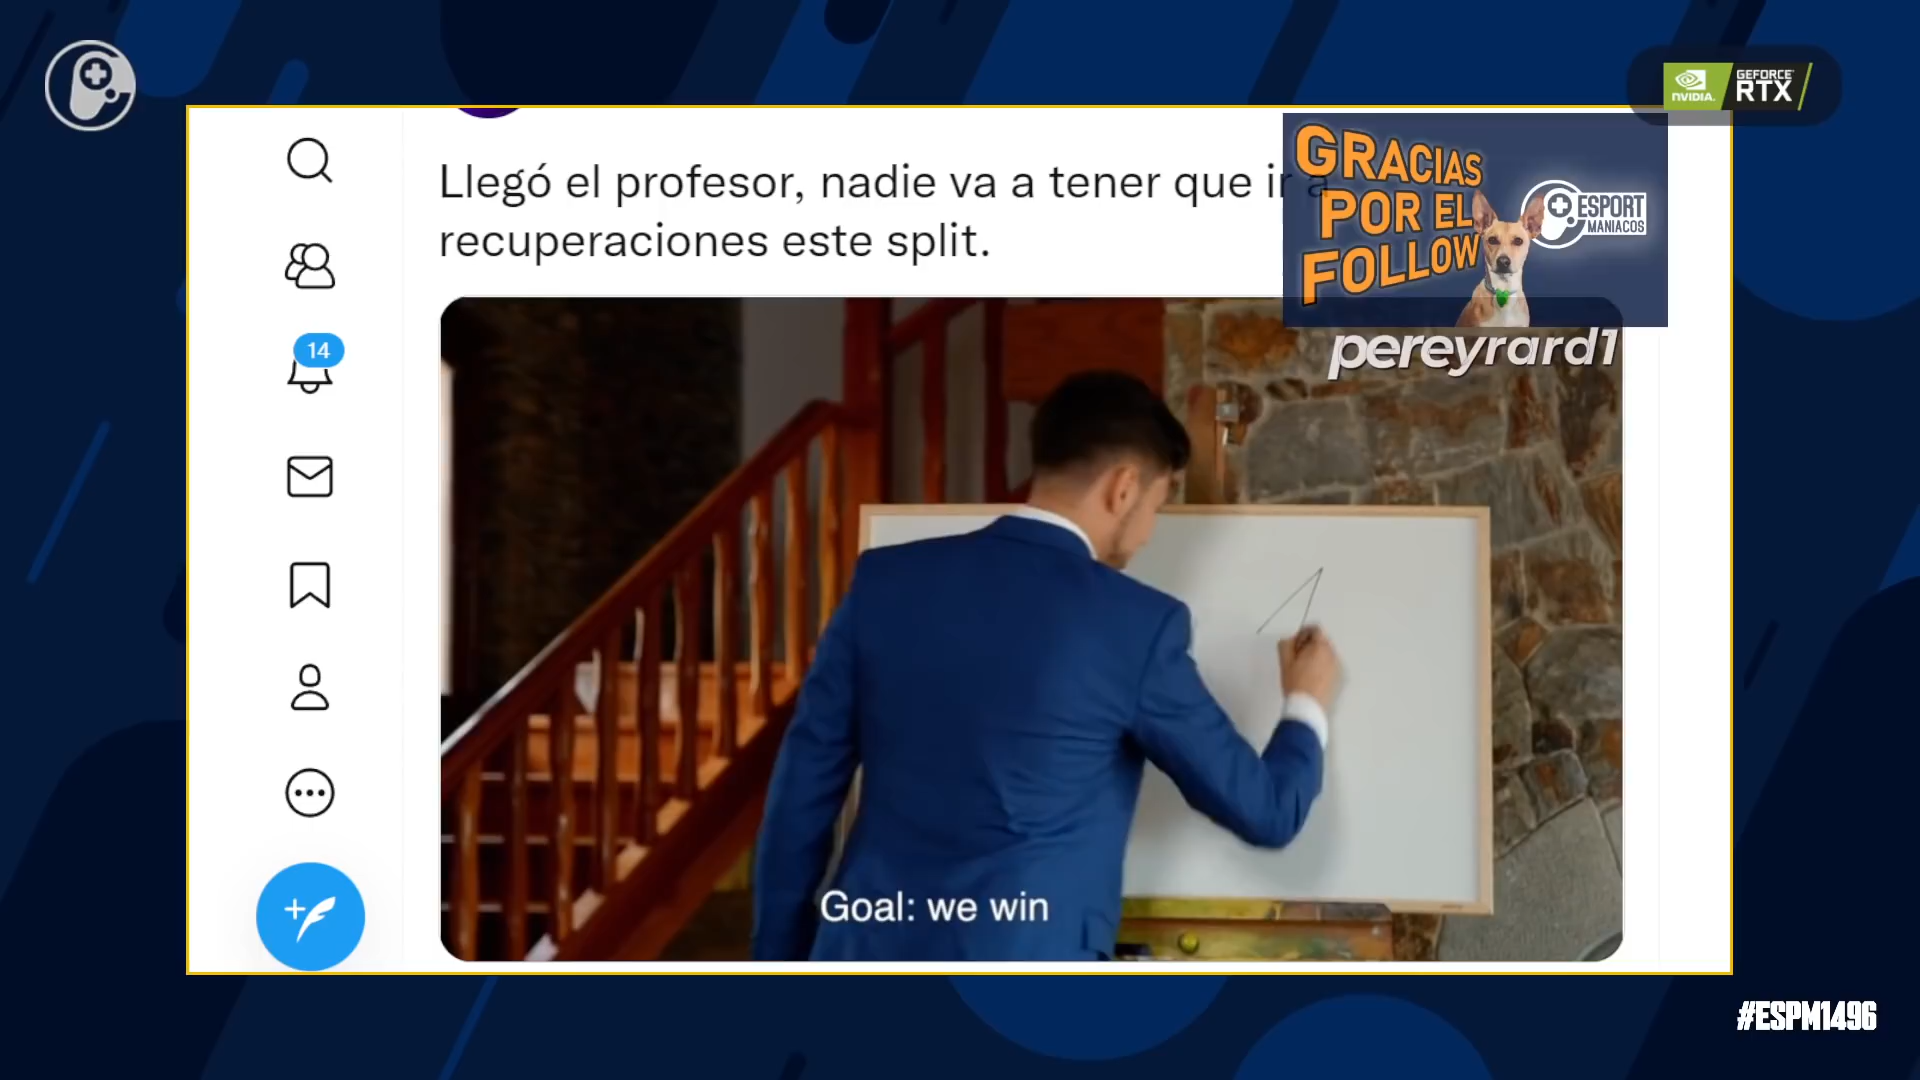 NVIDIA.
GEFORCE
RTX
Llegó el profesor, nadie va a tener que ir a
recuperaciones este split.
GRACIAS
POR EL
FOLLOW
ESPORT
MANIACOS
pereyrard1
14
Goal: we win
#ESPM1496